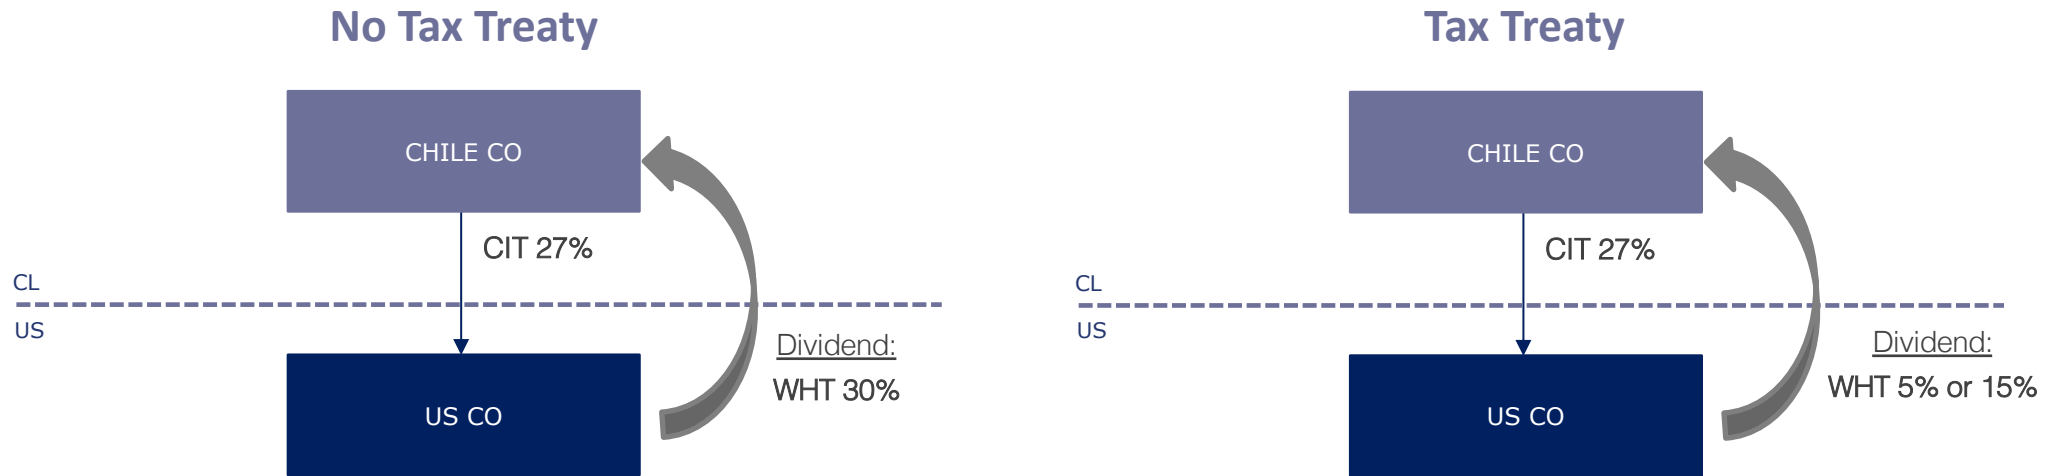 No Tax Treaty
CHILE CO
CIT 27%
CL
US
Dividend:
WHT 30%
US CO
Tax Treaty
CHILE CO
CIT 27%
CL
US
Dividend:
WHT 5% or 15%
US CO